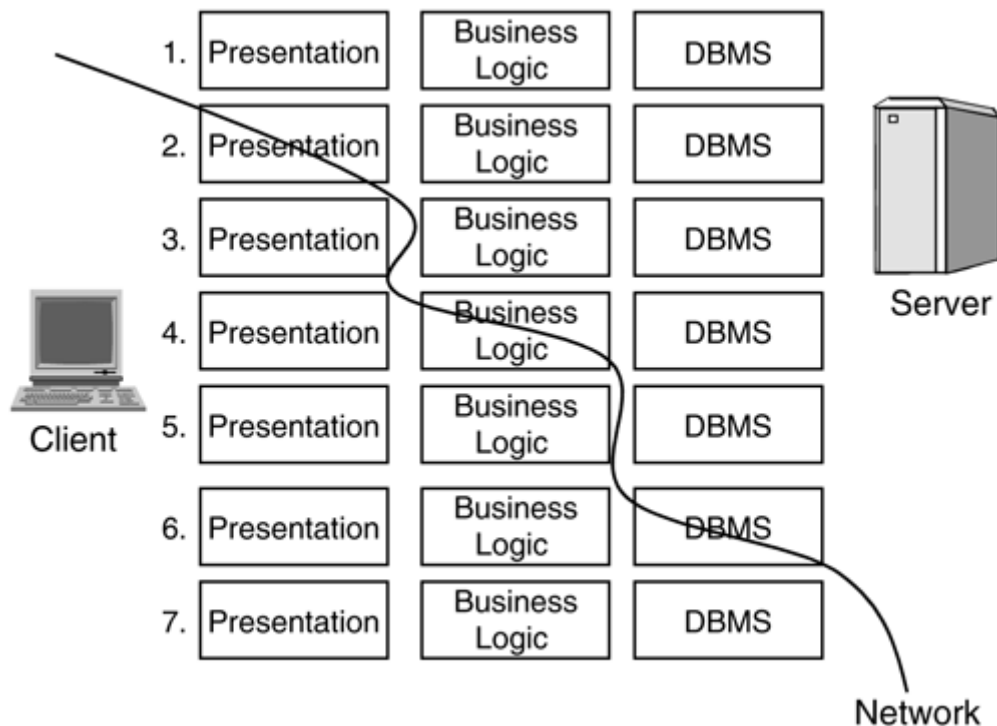 1. Presentation Business Logic DBMS
2. Presentation Business Logic DBMS
3. Presentation Business Logic DBMS
Server
4. Presentation Business Logic DBMS
Client
5. Presentation Business Logic DBMS
6. Presentation Business Logic DBMS
7. Presentation Business Logic DBMS
Network